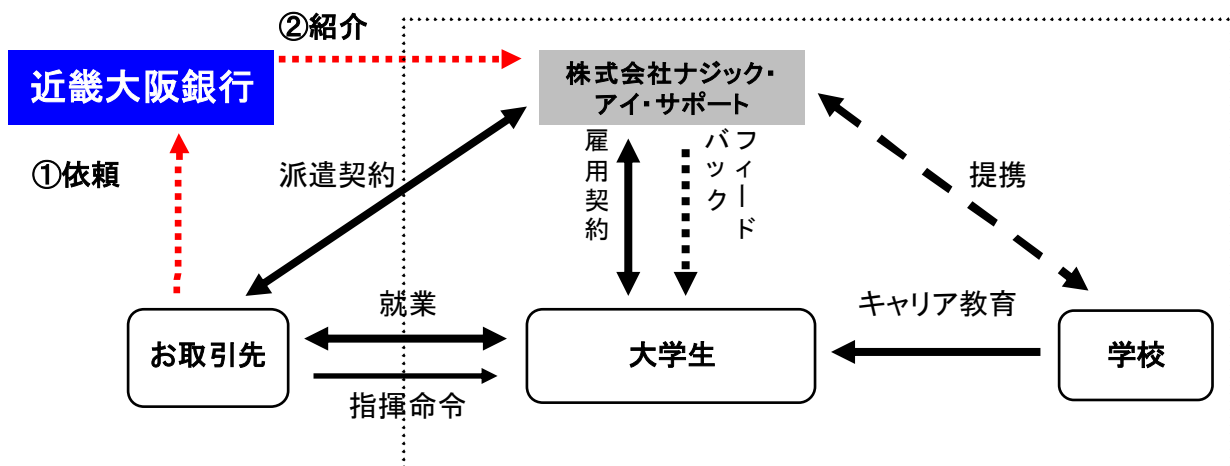 ②紹介
近畿大阪銀行
株式会社ナジック・
アイ・サポート
①依頼
派遣契約
雇用契約
フィード
バック
提携
就業
キャリア教育
お取引先
大学生
学校
指揮命令